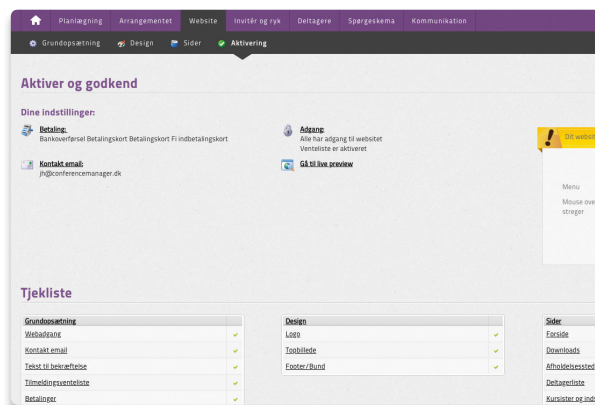 Planlægning Arrangementet Website Invitér og ryk Deltagere Spørgeskema Kommunikation
Grundopsætning Design Sider Aktivering
Aktiver og godkend
Dine indstillinger:
Betaling:
Bankoverførsel Betalingskort Betalingskort Fi indbetalingskort
Adgang:
Alle har adgang til websitet
Venteliste er aktiveret
Kontakt email:
jh@conferencemanager.dk
Gå til live preview
Dit websit
Menu
Mouse ove
streger
Tjekliste
Grundopsætning
Webadgang
Kontakt email
Tekst til bekræftelse
Tilmeldingsventeliste
Betalinger
Design
Logo
Topbillede
Footer/Bund
Sider
Forside
Downloads
Afholdelsessted
Deltagerliste
Kursister og inds